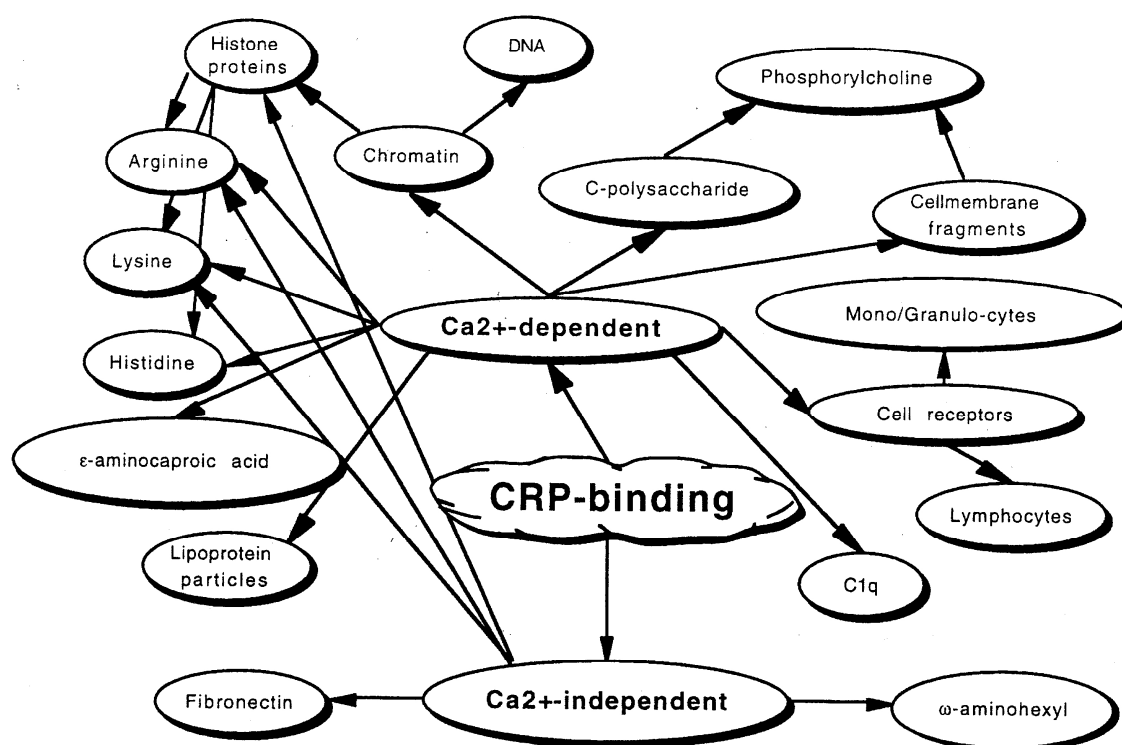 Histone
proteins
DNA
Phosphorylcholine
Arginine
Chromatin
C-polysaccharide
Cellmembrane
fragments
Lysine
Ca2+-dependent
Mono/Granulo-cytes
Histidine
Cell receptors
ε-aminocaproic acid
CRP-binding
Lymphocytes
Lipoprotein
particles
C1q
Fibronectin
Ca2+-independent
ω-aminohexyl